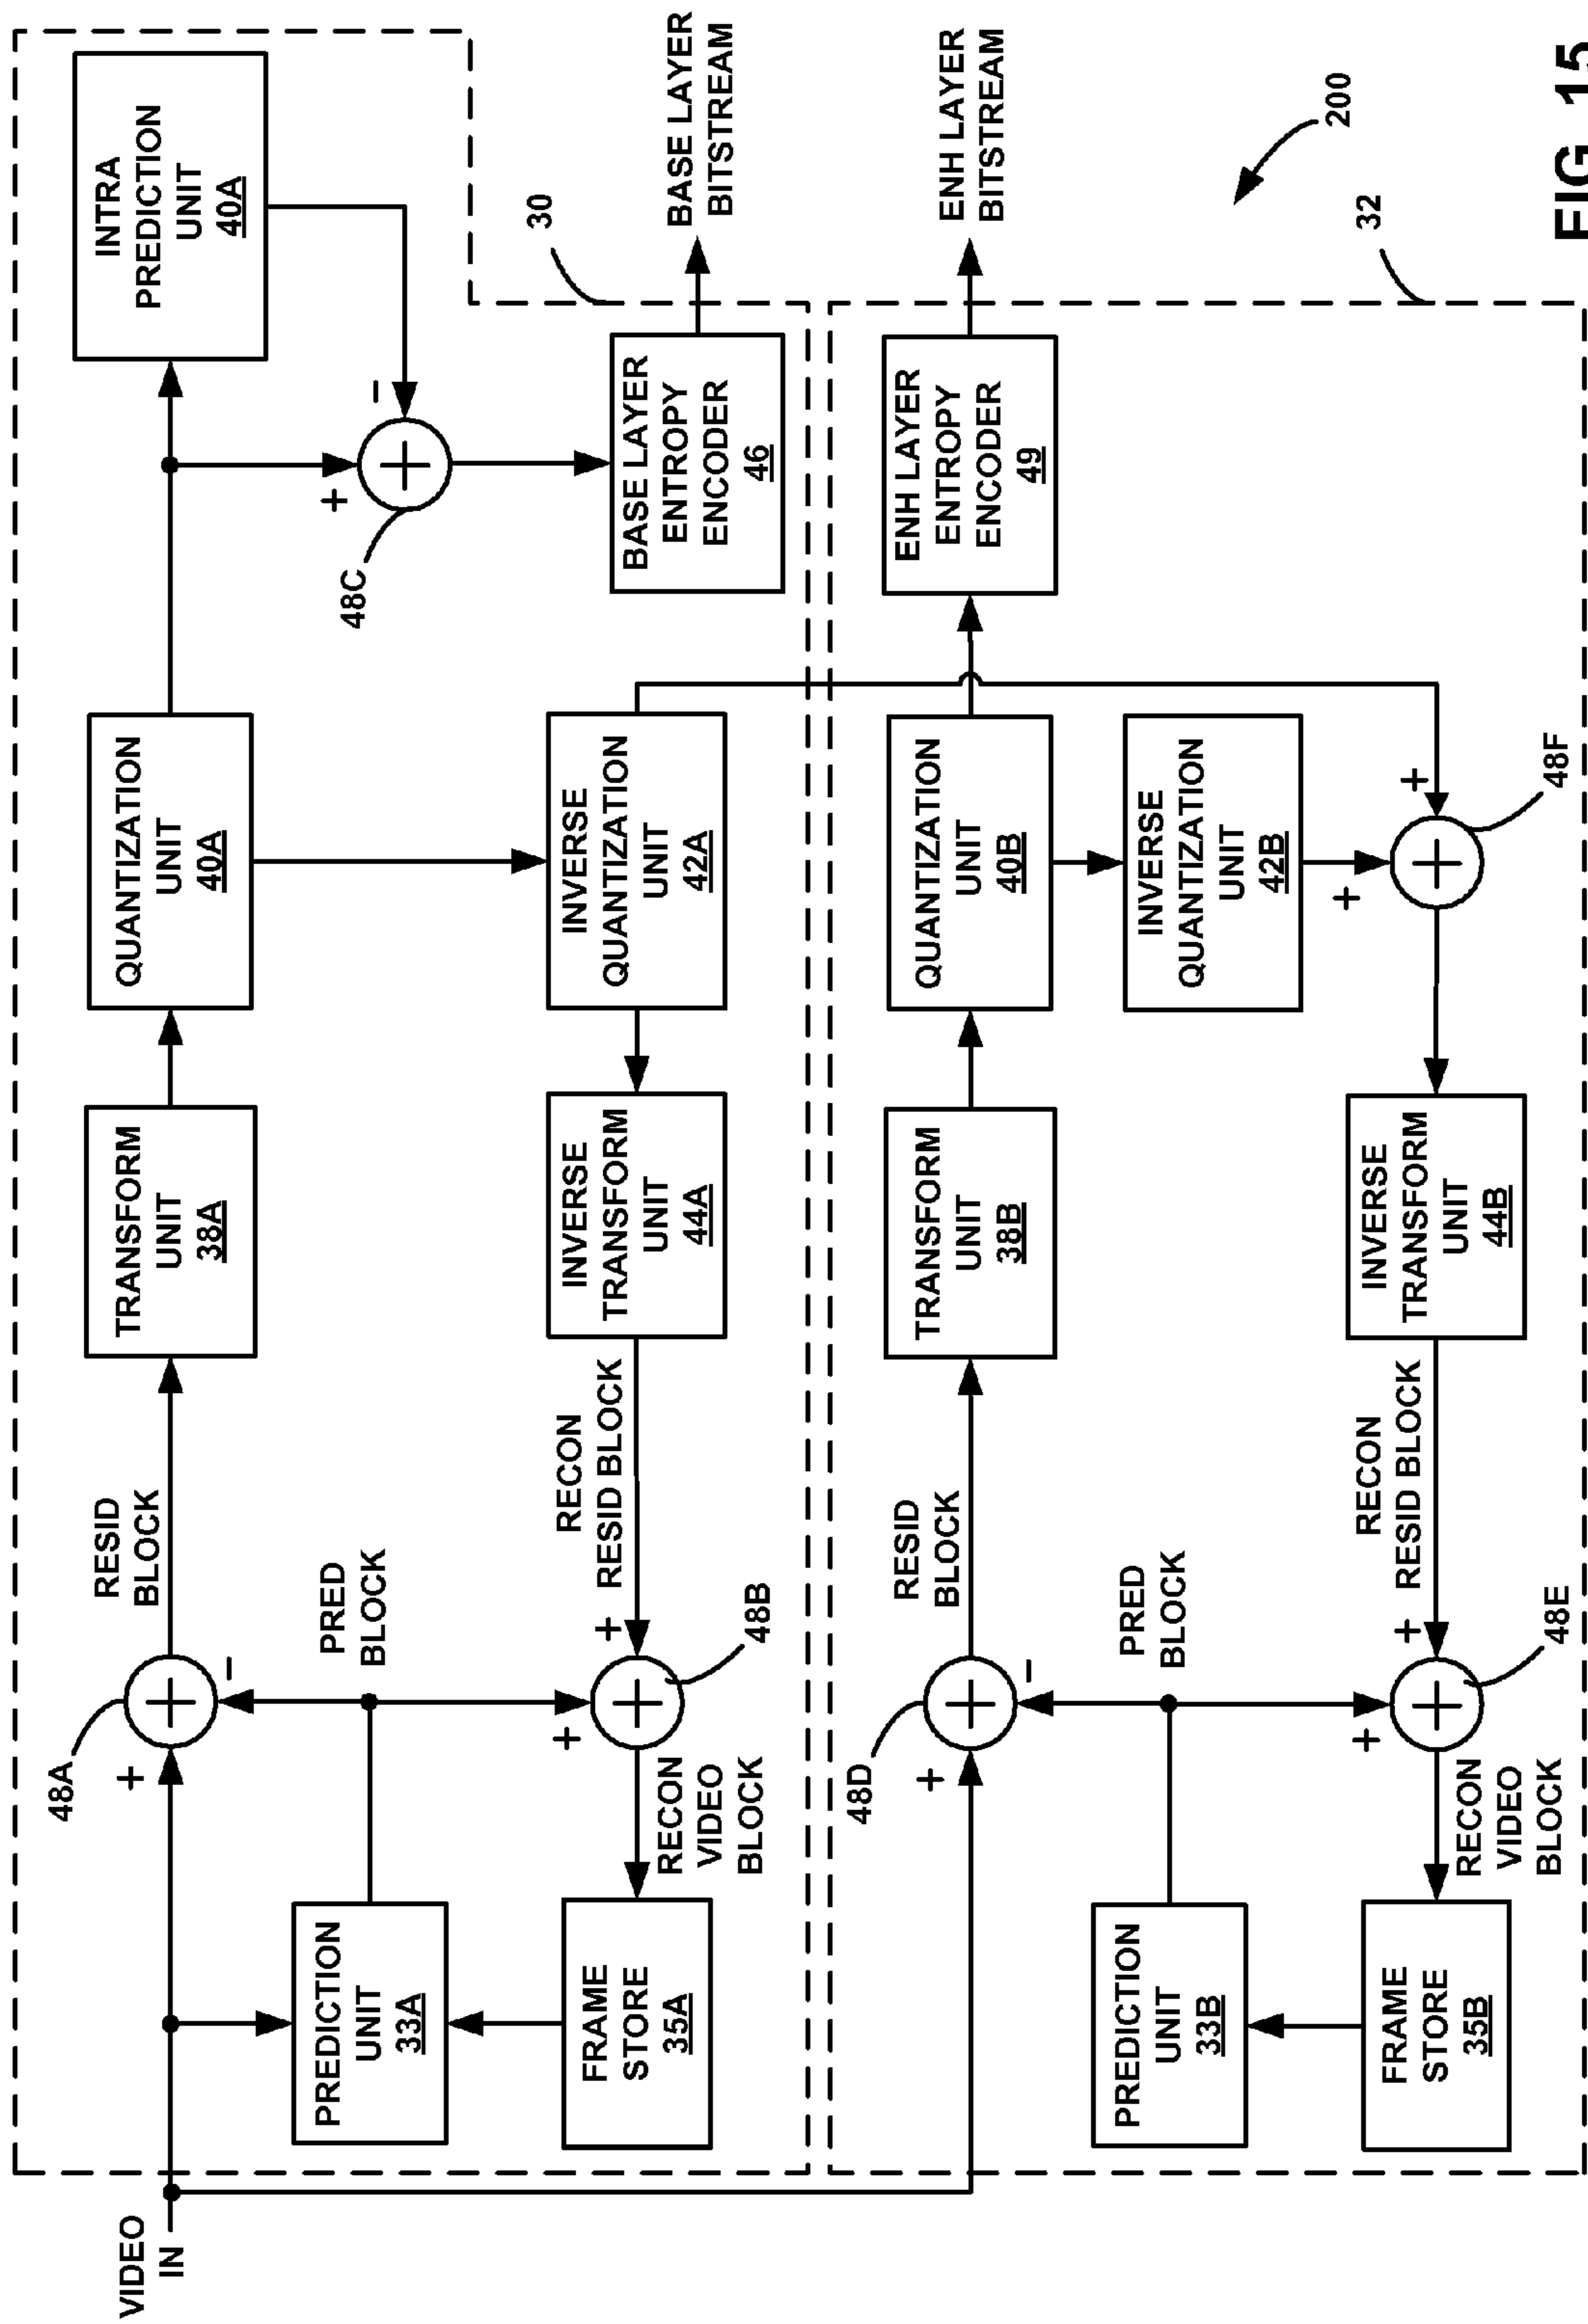 VIDEO
IN
48A
+
-
RESID
BLOCK
TRANSFORM
UNIT
38A
QUANTIZATION
UNIT
40A
INTRA
PREDICTION
UNIT
40A
PREDICTION
UNIT
33A
PRED
BLOCK
48C
+
-
FRAME
STORE
35A
RECON
VIDEO
BLOCK
+
+
48B
RECON
RESID BLOCK
INVERSE
TRANSFORM
UNIT
44A
INVERSE
QUANTIZATION
UNIT
42A
BASE LAYER
ENTROPY
ENCODER
46
30
BASE LAYER
BITSTREAM
48D
+
-
RESID
BLOCK
TRANSFORM
UNIT
38B
QUANTIZATION
UNIT
40B
ENH LAYER
ENTROPY
ENCODER
49
ENH LAYER
BITSTREAM
PREDICTION
UNIT
33B
PRED
BLOCK
INVERSE
QUANTIZATION
UNIT
42B
FRAME
STORE
35B
RECON
VIDEO
BLOCK
+
+
48E
RECON
RESID BLOCK
INVERSE
TRANSFORM
UNIT
44B
+
+
48F
32
200
FIG. 15